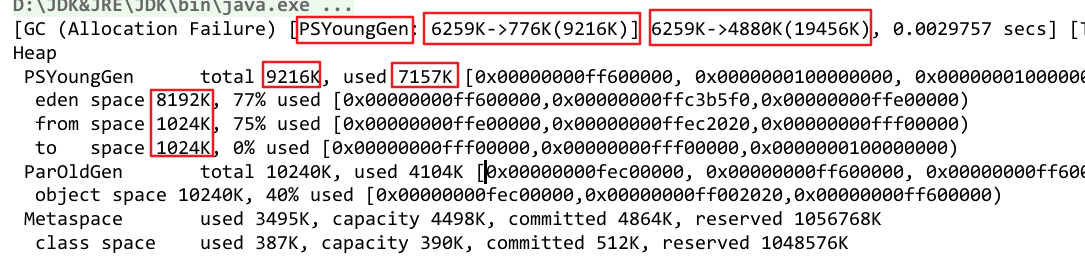 D:\JDK&JRE\JDK\bin\java.exe ...
[GC (Allocation Failure) [PSYoungGen: 6259K->776K(9216K)] 6259K->4880K(19456K), 0.0029757 secs] [T
Heap
PSYoungGen total 9216K, used 7157K [0x00000000ff600000, 0x0000000100000000, 0x0000000100000
eden space 8192K, 77% used [0x00000000ff600000,0x00000000ffc3b5f0,0x00000000ffe00000)
from space 1024K, 75% used [0x00000000ffe00000,0x00000000ffec2020,0x00000000fff00000)
to space 1024K, 0% used [0x00000000fff00000,0x00000000fff00000,0x0000000100000000)
ParOldGen total 10240K, used 4104K [0x00000000fec00000, 0x00000000ff600000, 0x00000000ff600
object space 10240K, 40% used [0x00000000fec00000,0x00000000ff002020,0x00000000ff600000)
Metaspace used 3495K, capacity 4498K, committed 4864K, reserved 1056768K
class space used 387K, capacity 390K, committed 512K, reserved 1048576K